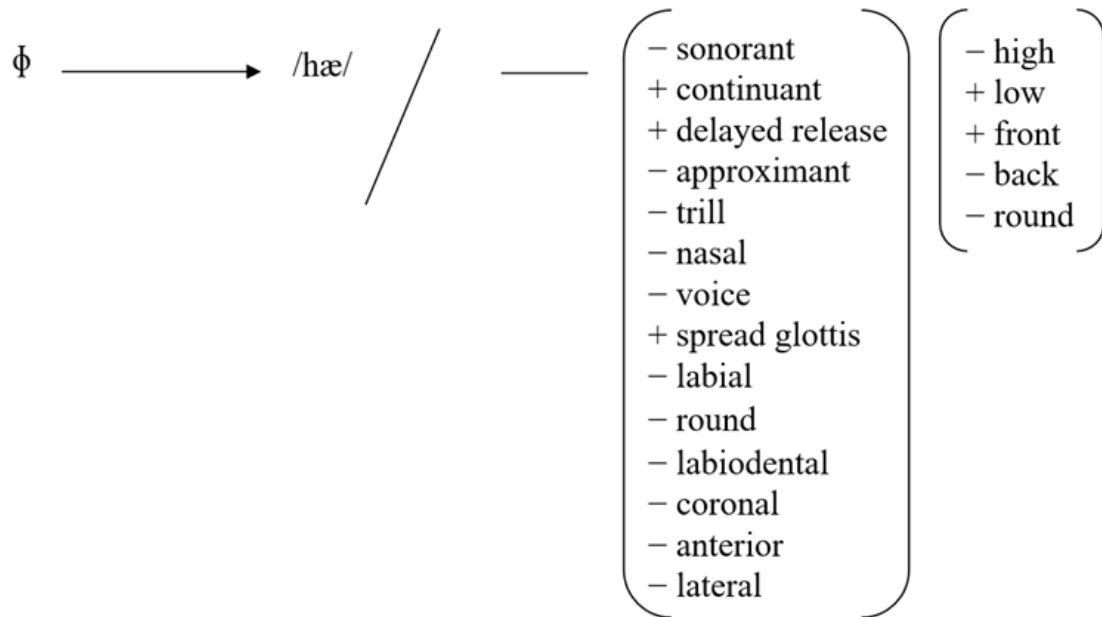 ɸ /hæ/
− sonorant
+ continuant
+ delayed release
− approximant
− trill
− nasal
− voice
+ spread glottis
− labial
− round
− labiodental
− coronal
− anterior
− lateral
− high
+ low
+ front
− back
− round